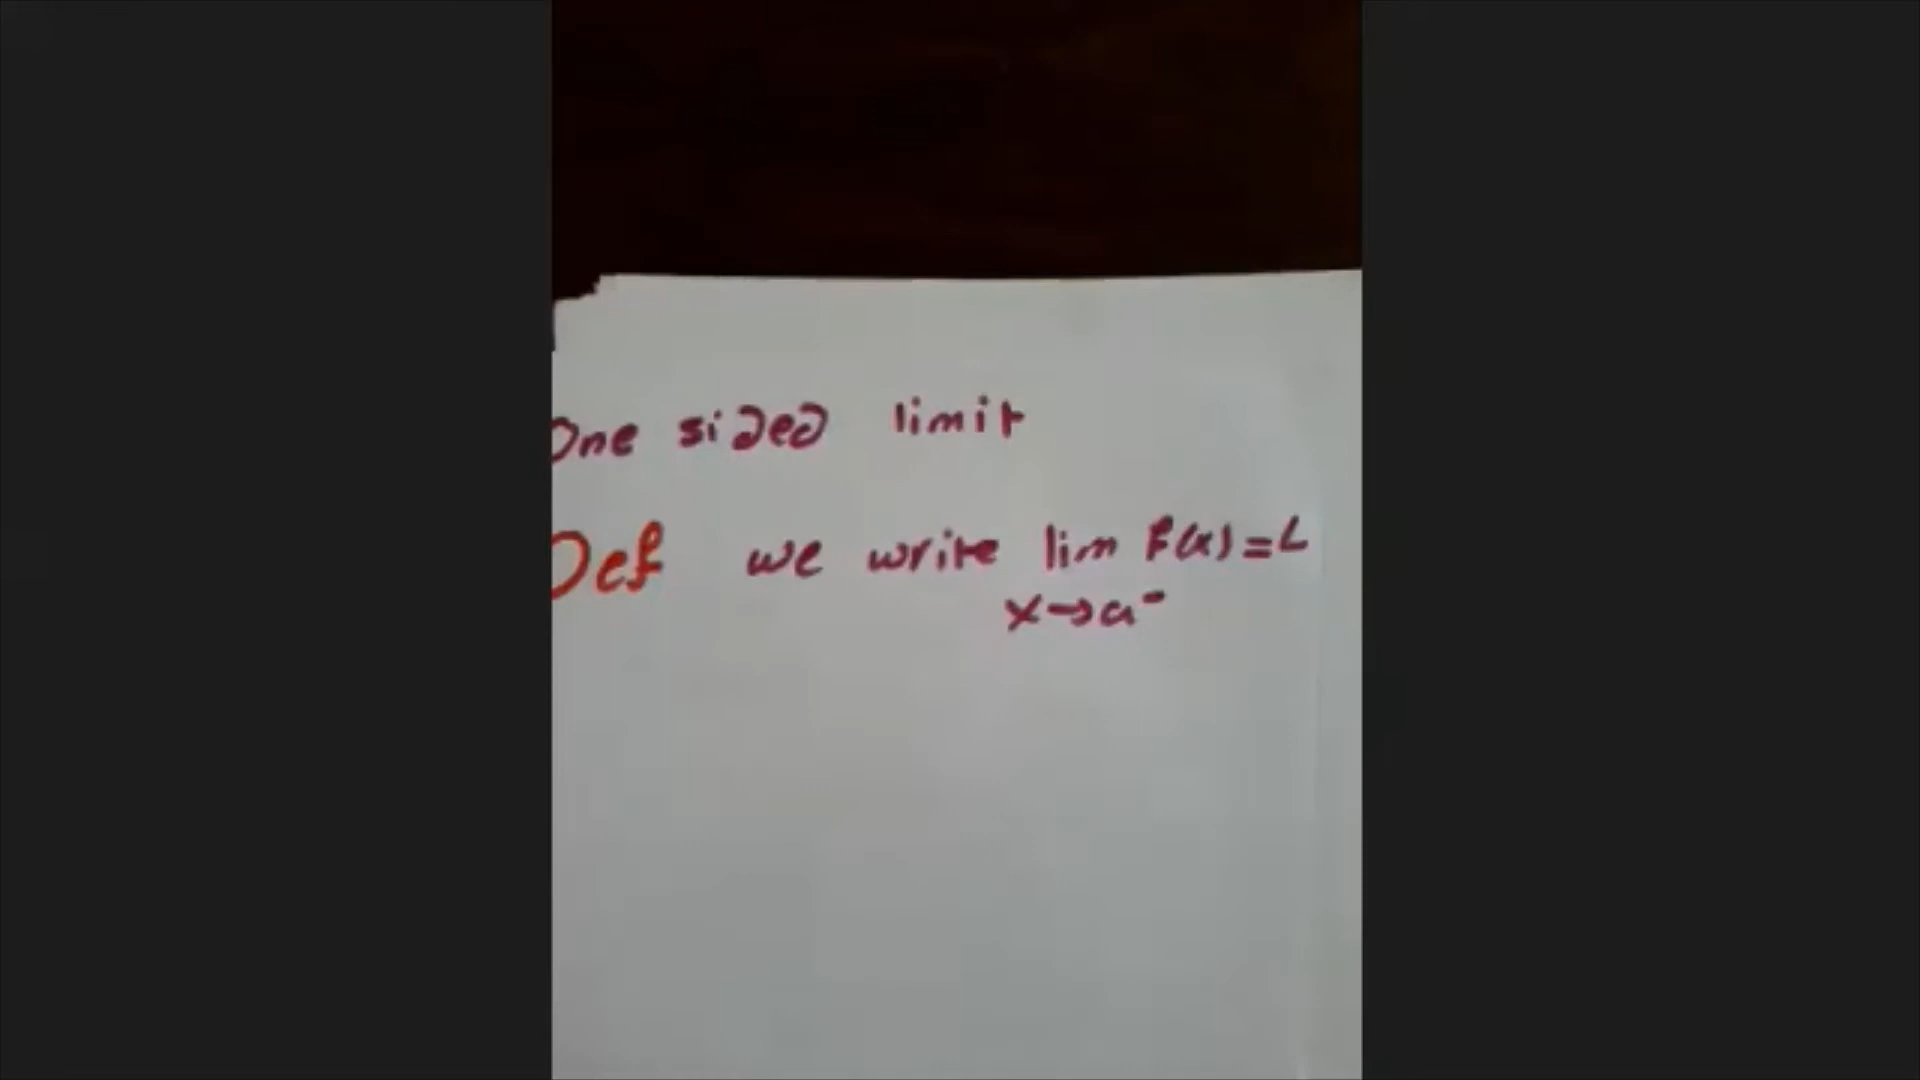 One sided limit
Def we write lim f(x) = L
x→a⁻